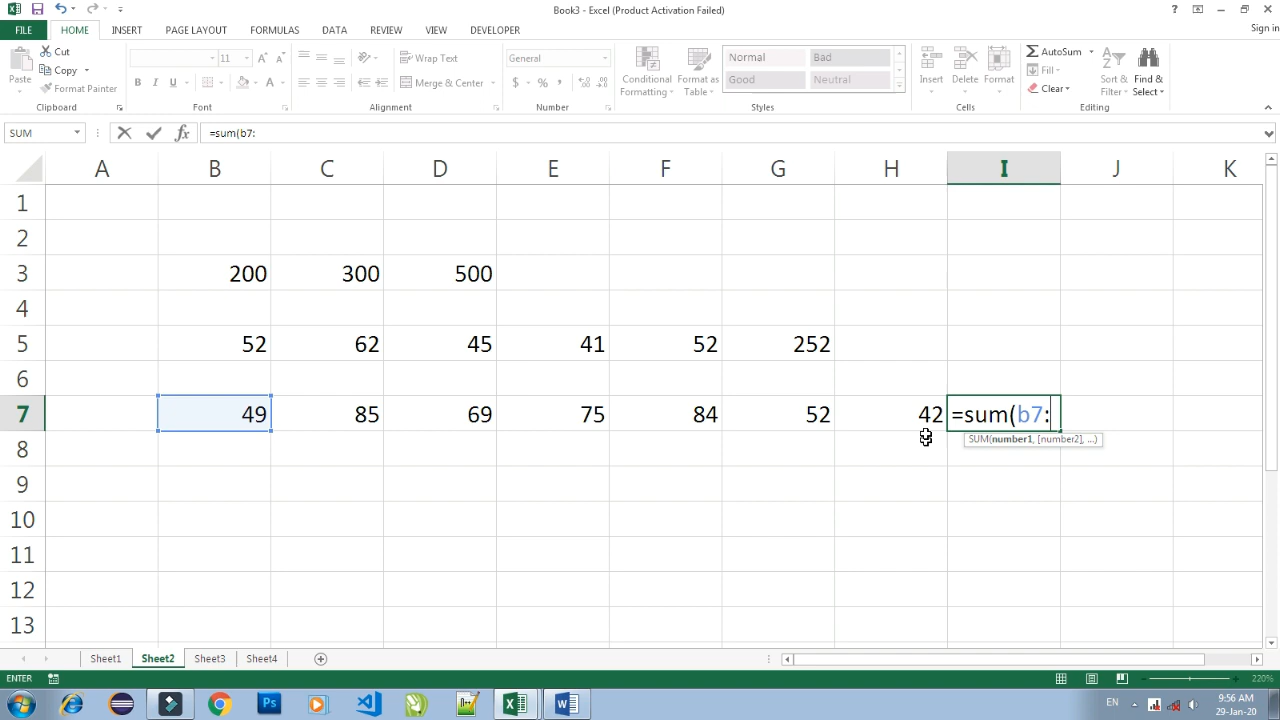 Book3 - Excel (Product Activation Failed)
FILE HOME INSERT PAGE LAYOUT FORMULAS DATA REVIEW VIEW DEVELOPER Sign in
Paste Cut Copy Format Painter Clipboard
11 B I U Font
Wrap Text Merge & Center Alignment
General $ % , Number
Conditional Formatting Format as Table Normal Bad Good Neutral Styles
Insert Delete Format Cells
AutoSum Fill Clear Sort & Filter Find & Select Editing
SUM fx =sum(b7:
A B C D E F G H I J K
1
2
3 200 300 500
4
5 52 62 45 41 52 252
6
7 49 85 69 75 84 52 42 =sum(b7:
SUM(number1, [number2], ...)
8
9
10
11
12
13
Sheet1 Sheet2 Sheet3 Sheet4
ENTER 220%
Ps EN 9:56 AM
29-Jan-20